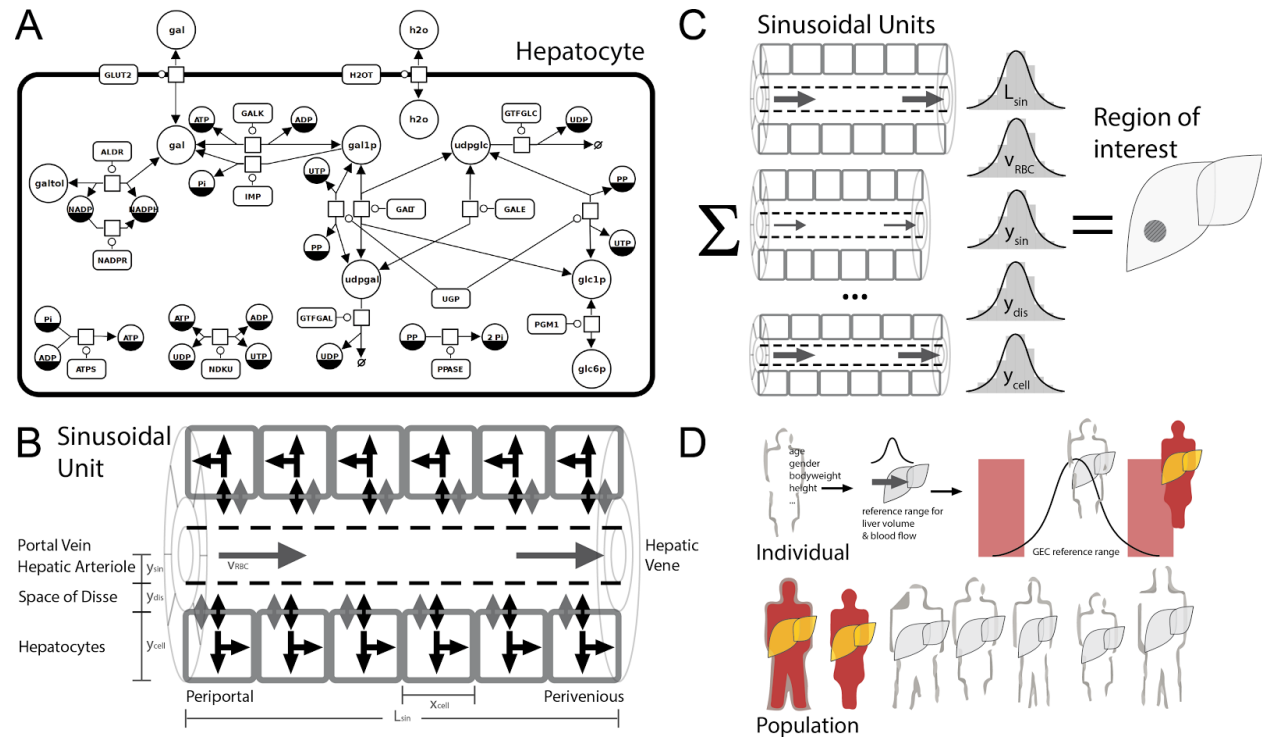 A
Hepatocyte
gal
h2o
GLUT2
H2OT
h2o
ATP
GALK
ADP
gal
gal1p
udpglc
GTFGLC
UDP
ø
ALDR
galtol
NADP
NADPH
NADPR
Pi
IMP
UTP
PP
GALT
GALE
PP
UTP
udpgal
glc1p
UGP
Pi
ADP
ATP
ATPS
ATP
ADP
UDP
UTP
NDKU
GTFGAL
UDP
ø
PP
2 Pi
PPASE
PGM1
glc6p
B
Sinusoidal
Unit
Portal Vein
Hepatic Arteriole
ysin
vRBC
Hepatic
Vene
Space of Disse
ydis
Hepatocytes
ycell
Periportal
Perivenious
xcell
Lsin
C
Sinusoidal Units
Σ
...
Lsin
vRBC
ysin
ydis
ycell
=
Region of
interest
D
age
gender
bodyweight
height
...
reference range for
liver volume
& blood flow
GEC reference range
Individual
Population